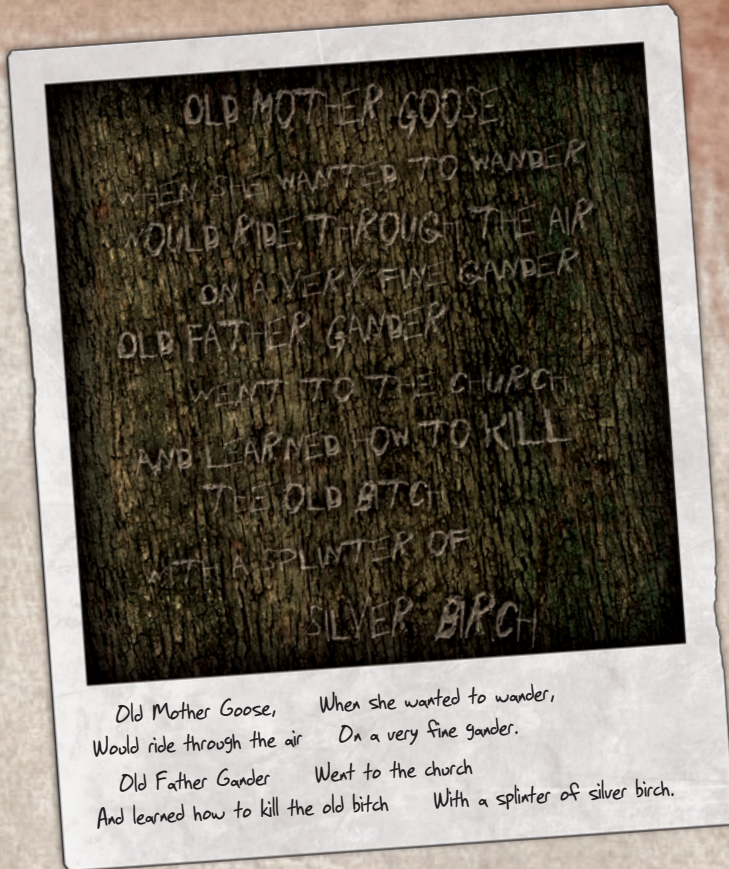 OLD MOTHER GOOSE
WHEN SHE WANTED TO WANDER
WOULD RIDE THROUGH THE AIR
ON A VERY FINE GANDER
OLD FATHER GANDER
WENT TO THE CHURCH
AND LEARNED HOW TO KILL
THE OLD BITCH
WITH A SPLINTER OF
SILVER BIRCH
Old Mother Goose, When she wanted to wander,
Would ride through the air On a very fine gander.
Old Father Gander Went to the church
And learned how to kill the old bitch With a splinter of silver birch.